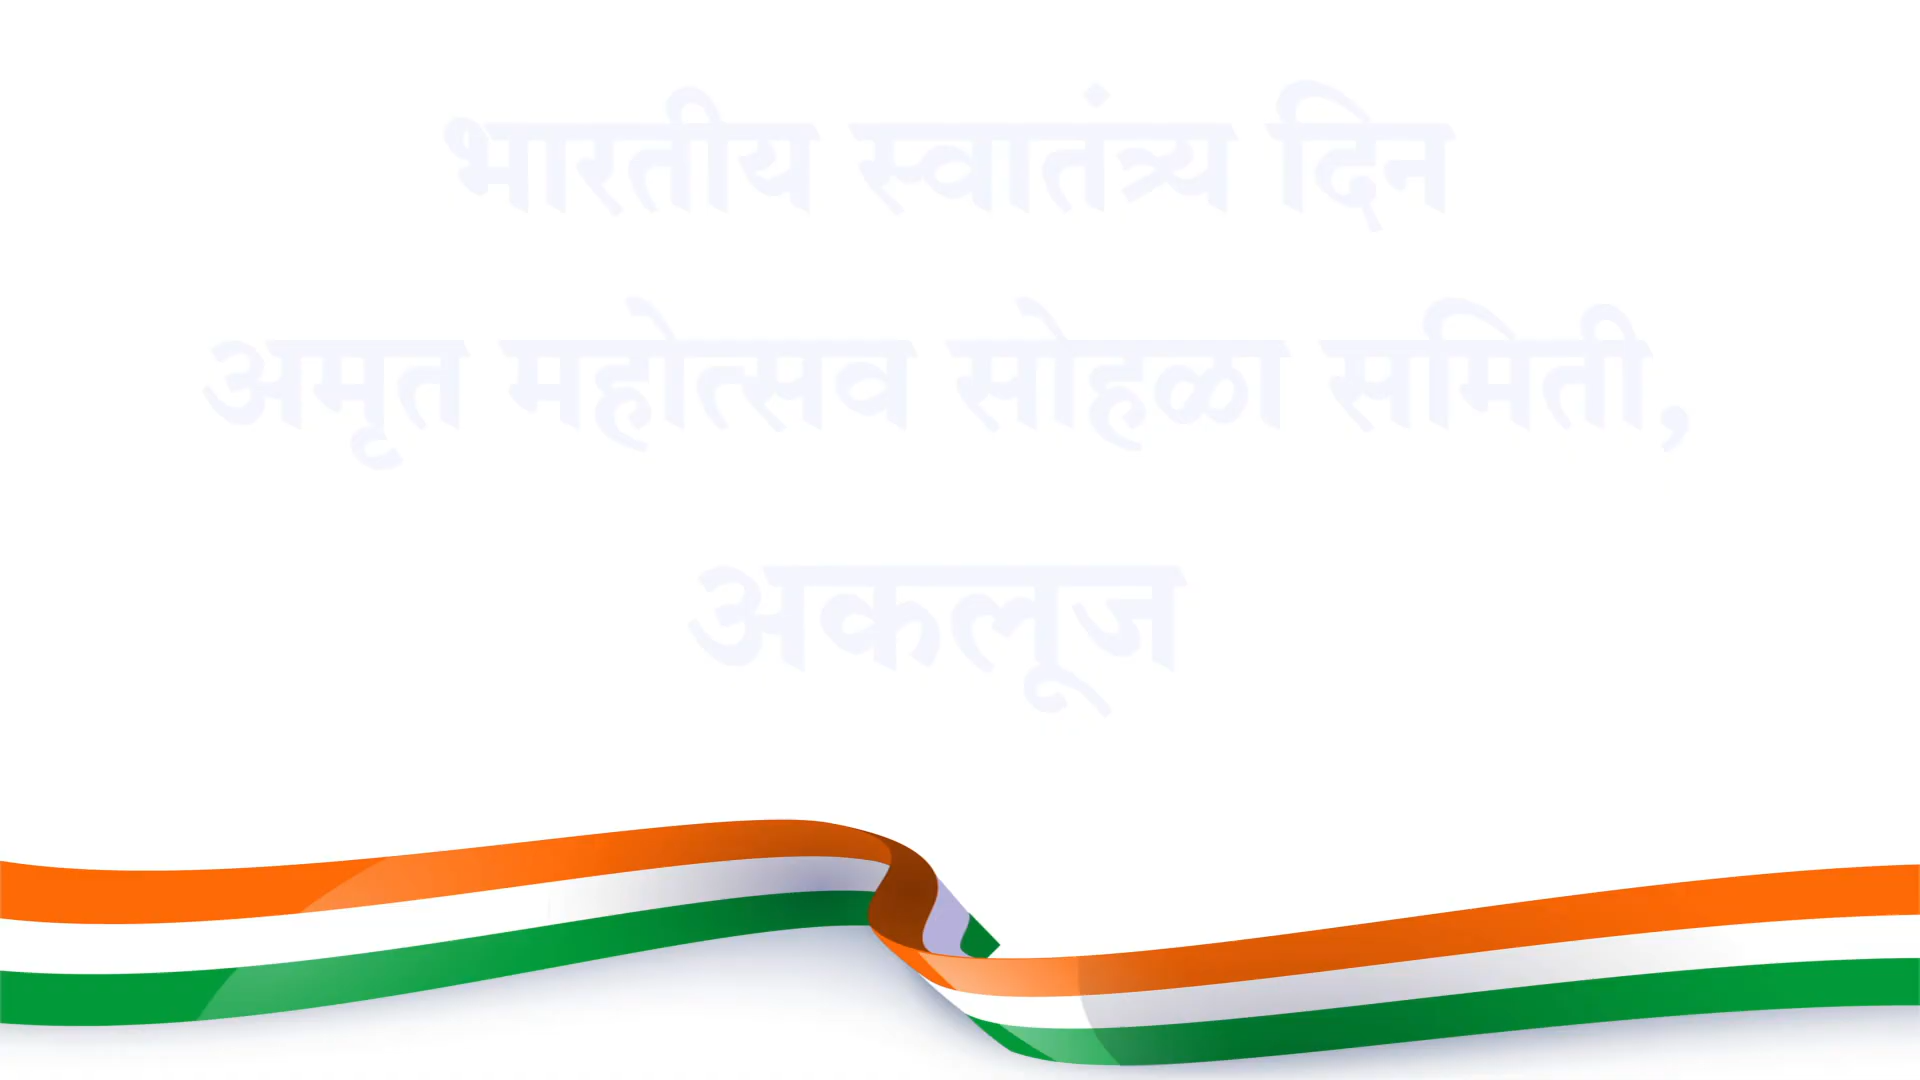 भारतीय स्वातंत्र्य दिन
अमृत महोत्सव सोहळा समिती,
अकलूज